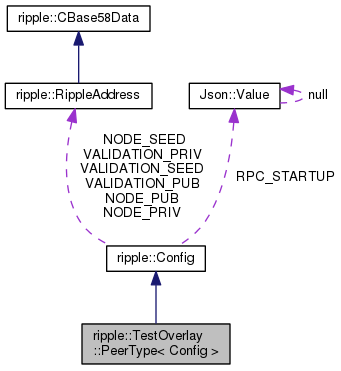 ripple::CBase58Data
ripple::RippleAddress
Json::Value
null
NODE_SEED
VALIDATION_PRIV
VALIDATION_SEED
VALIDATION_PUB
NODE_PUB
NODE_PRIV
RPC_STARTUP
ripple::Config
ripple::TestOverlay
::PeerType< Config >